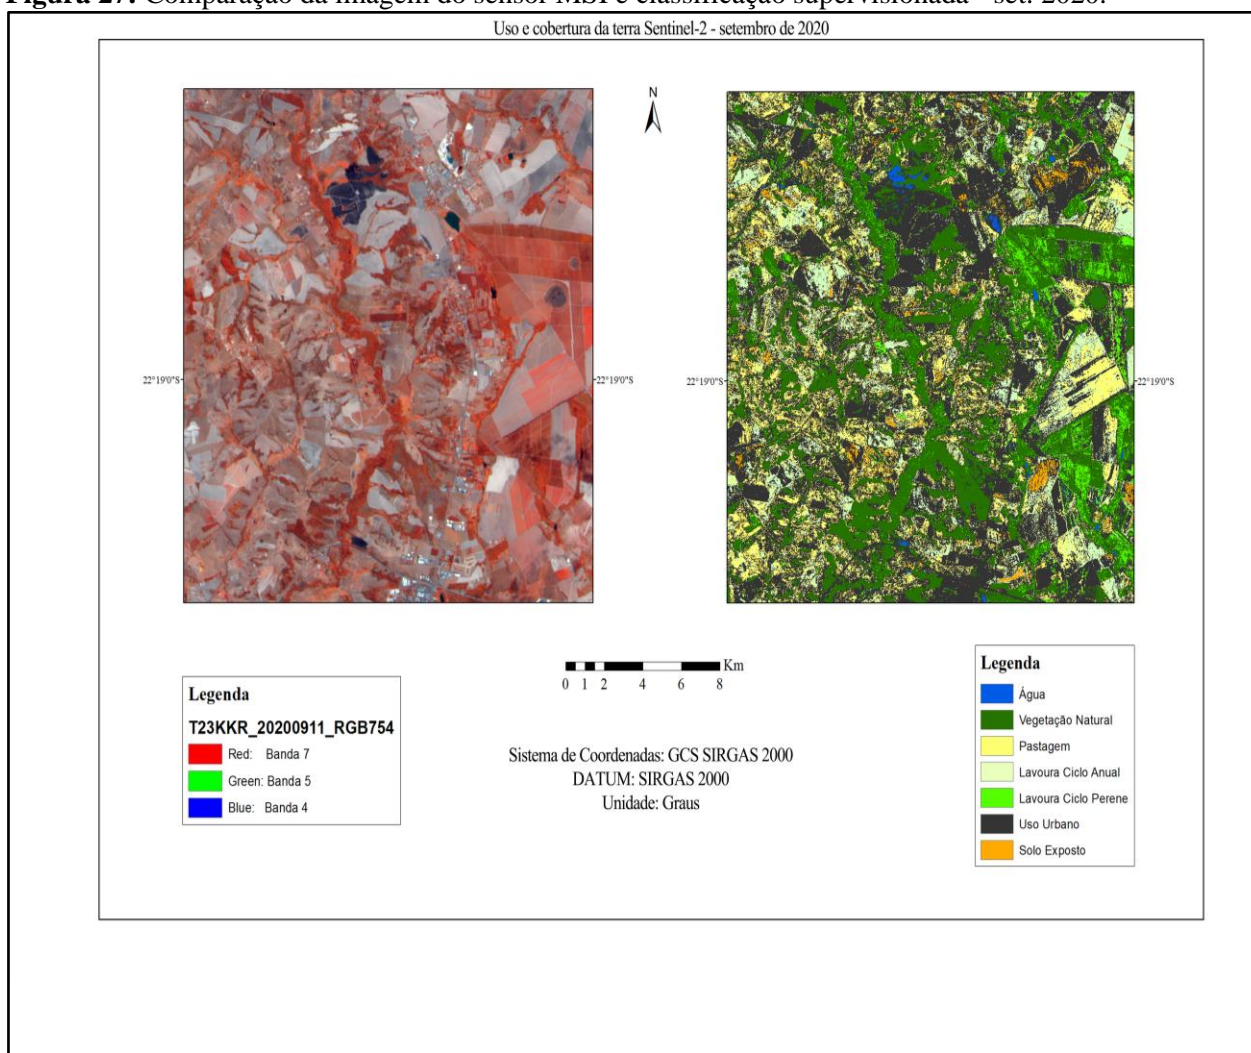 Figura 27: Comparação da imagem do sensor MSI e classificação supervisionada - set. 2020.
Uso e cobertura da terra Sentinel-2 - setembro de 2020
N
22°19'0"S
22°19'0"S
22°19'0"S
22°19'0"S
Km
0 1 2 4 6 8
Legenda
T23KKR_20200911_RGB754
Red: Banda 7
Green: Banda 5
Blue: Banda 4
Sistema de Coordenadas: GCS SIRGAS 2000
DATUM: SIRGAS 2000
Unidade: Graus
Legenda
Água
Vegetação Natural
Pastagem
Lavoura Ciclo Anual
Lavoura Ciclo Perene
Uso Urbano
Solo Exposto